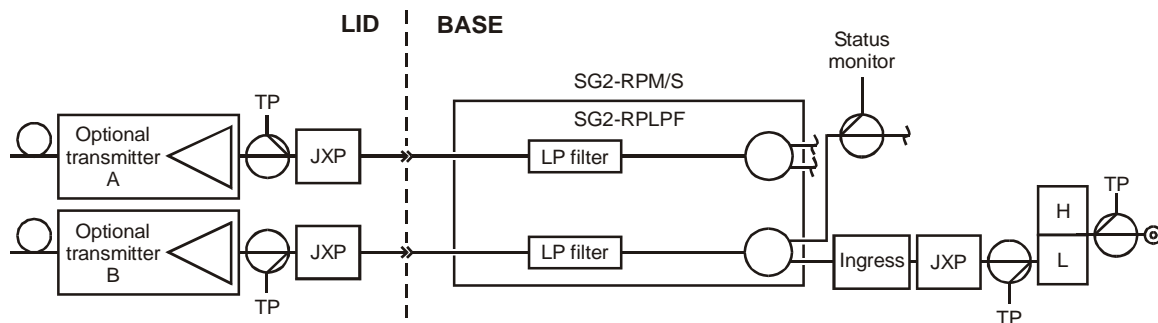 LID
BASE
Status
monitor
SG2-RPM/S
TP
SG2-RPLPF
Optional
transmitter
A
JXP
LP filter
TP
H
Optional
transmitter
B
JXP
LP filter
Ingress
JXP
L
TP
TP